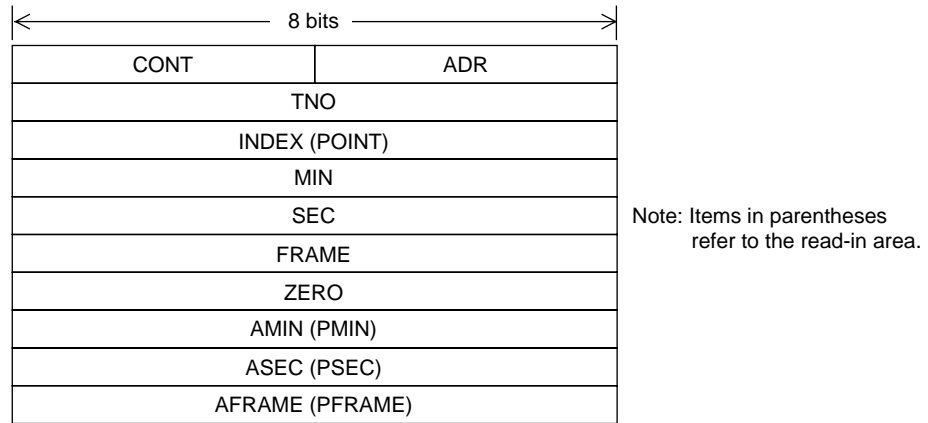 8 bits
CONT ADR
TNO
INDEX (POINT)
MIN
SEC
FRAME
ZERO
AMIN (PMIN)
ASEC (PSEC)
AFRAME (PFRAME)
Note: Items in parentheses
refer to the read-in area.